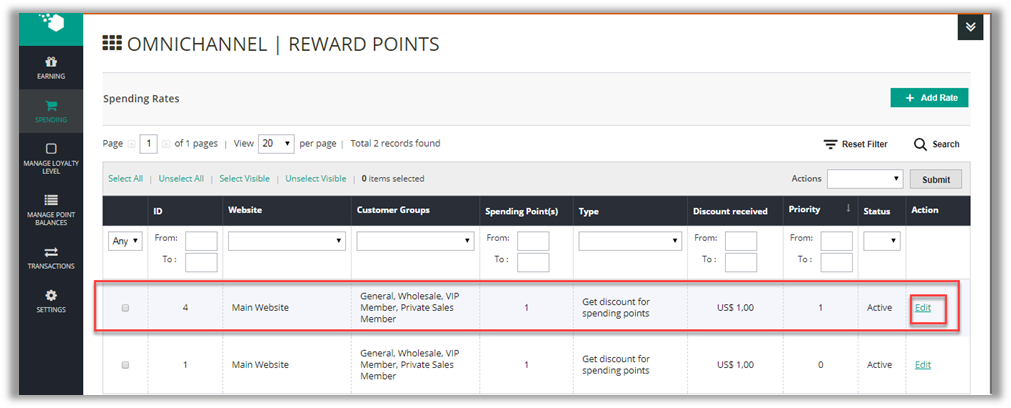 OMNICHANNEL | REWARD POINTS
EARNING
SPENDING
MANAGE LOYALTY
LEVEL
MANAGE POINT
BALANCES
TRANSACTIONS
SETTINGS
Spending Rates
+ Add Rate
Page 1 of 1 pages | View 20 per page | Total 2 records found
Reset Filter Search
Select All | Unselect All | Select Visible | Unselect Visible | 0 items selected
Actions Submit
ID Website Customer Groups Spending Point(s) Type Discount received Priority ↓ Status Action
Any From: From: From: From:
To : To : To : To :
4 Main Website General, Wholesale, VIP
Member, Private Sales
Member
1 Get discount for
spending points
US$ 1,00 1 Active Edit
1 Main Website General, Wholesale, VIP
Member, Private Sales
Member
1 Get discount for
spending points
US$ 1,00 0 Active Edit